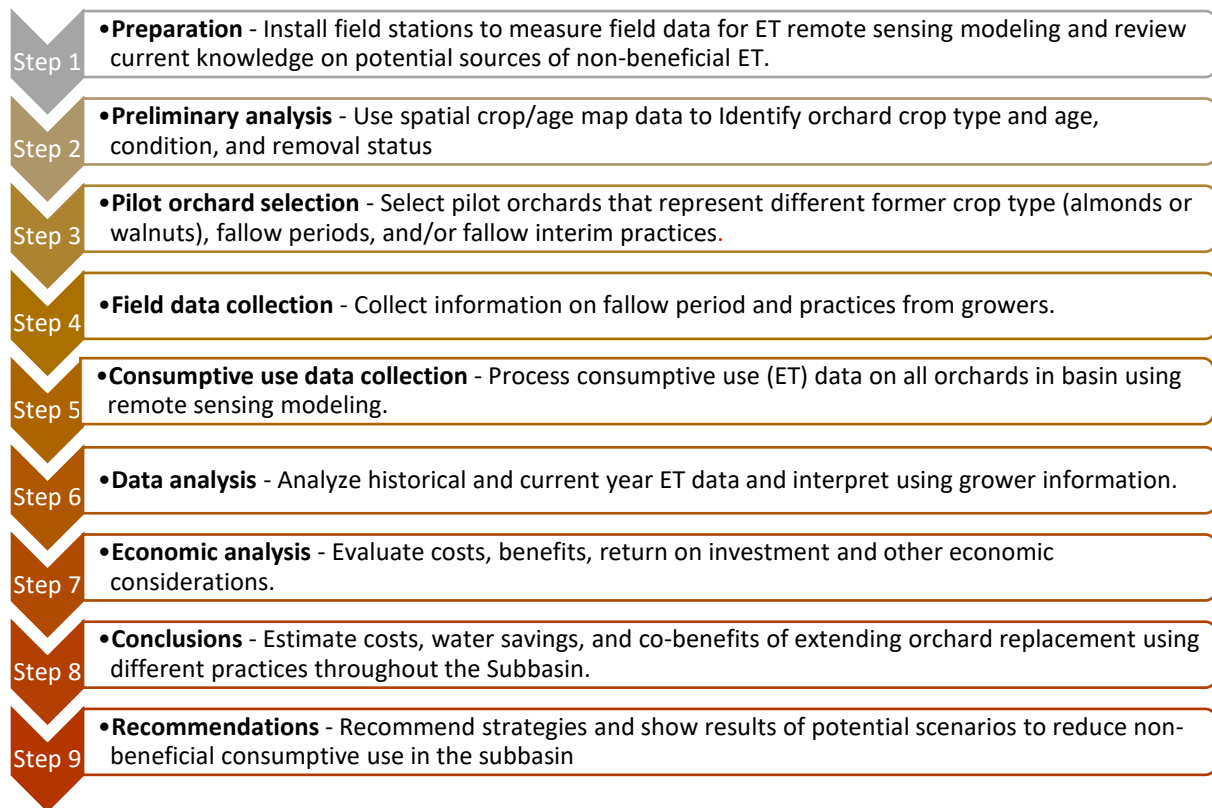 Step 1
•Preparation - Install field stations to measure field data for ET remote sensing modeling and review
current knowledge on potential sources of non-beneficial ET.
Step 2
•Preliminary analysis - Use spatial crop/age map data to Identify orchard crop type and age,
condition, and removal status
Step 3
•Pilot orchard selection - Select pilot orchards that represent different former crop type (almonds or
walnuts), fallow periods, and/or fallow interim practices.
Step 4
•Field data collection - Collect information on fallow period and practices from growers.
Step 5
•Consumptive use data collection - Process consumptive use (ET) data on all orchards in basin using
remote sensing modeling.
Step 6
•Data analysis - Analyze historical and current year ET data and interpret using grower information.
Step 7
•Economic analysis - Evaluate costs, benefits, return on investment and other economic
considerations.
Step 8
•Conclusions - Estimate costs, water savings, and co-benefits of extending orchard replacement using
different practices throughout the Subbasin.
Step 9
•Recommendations - Recommend strategies and show results of potential scenarios to reduce non-
beneficial consumptive use in the subbasin